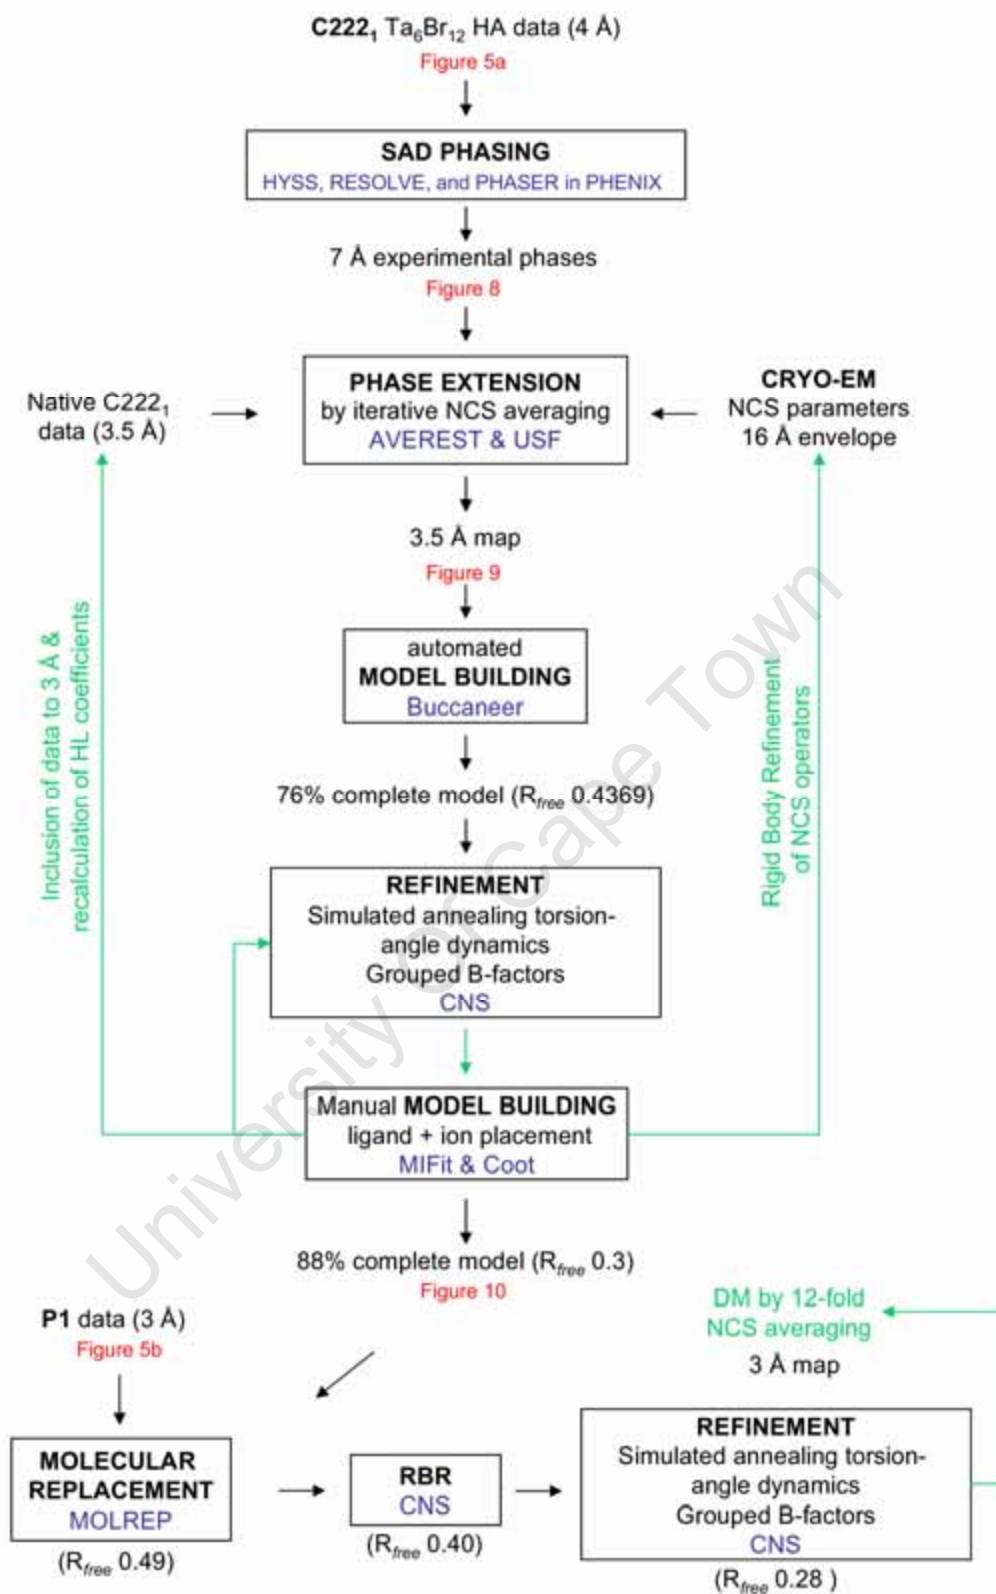 C222₁ Ta₆Br₁₂ HA data (4 Å)
Figure 5a
SAD PHASING
HYSS, RESOLVE, and PHASER in PHENIX
7 Å experimental phases
Figure 8
Native C222₁
data (3.5 Å)
PHASE EXTENSION
by iterative NCS averaging
AVEREST & USF
CRYO-EM
NCS parameters
16 Å envelope
3.5 Å map
Figure 9
automated
MODEL BUILDING
Buccaneer
Inclusion of data to 3 Å &
recalculation of HL coefficients
Rigid Body Refinement
of NCS operators
76% complete model (Rfree 0.4369)
REFINEMENT
Simulated annealing torsion-
angle dynamics
Grouped B-factors
CNS
Manual MODEL BUILDING
ligand + ion placement
MIFit & Coot
88% complete model (Rfree 0.3)
Figure 10
P1 data (3 Å)
Figure 5b
DM by 12-fold
NCS averaging
3 Å map
MOLECULAR
REPLACEMENT
MOLREP
(Rfree 0.49)
RBR
CNS
(Rfree 0.40)
REFINEMENT
Simulated annealing torsion-
angle dynamics
Grouped B-factors
CNS
(Rfree 0.28 )
University Of Cape Town